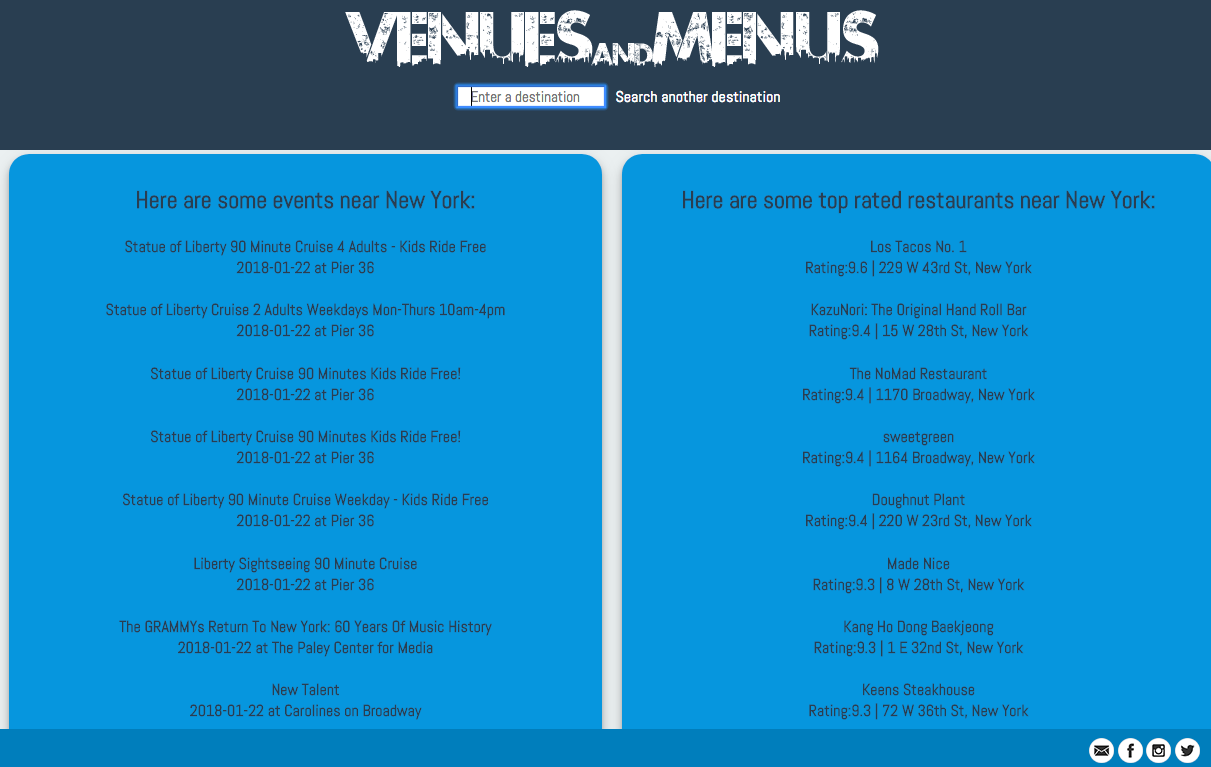 VENUES AND MENUS
Enter a destination Search another destination
Here are some events near New York:
Statue of Liberty 90 Minute Cruise 4 Adults - Kids Ride Free
2018-01-22 at Pier 36
Statue of Liberty Cruise 2 Adults Weekdays Mon-Thurs 10am-4pm
2018-01-22 at Pier 36
Statue of Liberty Cruise 90 Minutes Kids Ride Free!
2018-01-22 at Pier 36
Statue of Liberty Cruise 90 Minutes Kids Ride Free!
2018-01-22 at Pier 36
Statue of Liberty 90 Minute Cruise Weekday - Kids Ride Free
2018-01-22 at Pier 36
Liberty Sightseeing 90 Minute Cruise
2018-01-22 at Pier 36
The GRAMMYs Return To New York: 60 Years Of Music History
2018-01-22 at The Paley Center for Media
New Talent
2018-01-22 at Carolines on Broadway
Here are some top rated restaurants near New York:
Los Tacos No. 1
Rating:9.6 | 229 W 43rd St, New York
KazuNori: The Original Hand Roll Bar
Rating:9.4 | 15 W 28th St, New York
The NoMad Restaurant
Rating:9.4 | 1170 Broadway, New York
sweetgreen
Rating:9.4 | 1164 Broadway, New York
Doughnut Plant
Rating:9.4 | 220 W 23rd St, New York
Made Nice
Rating:9.3 | 8 W 28th St, New York
Kang Ho Dong Baekjeong
Rating:9.3 | 1 E 32nd St, New York
Keens Steakhouse
Rating:9.3 | 72 W 36th St, New York